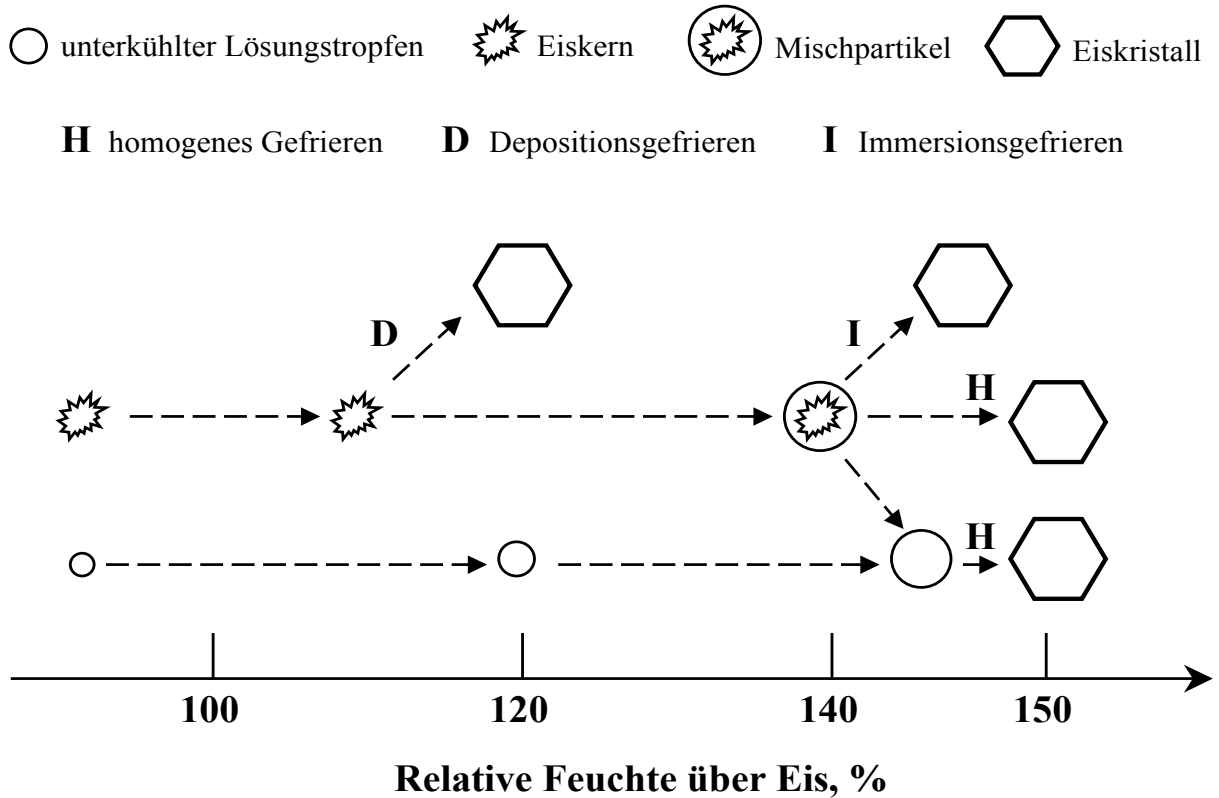 unterkühlter Lösungstropfen Eiskern Mischpartikel Eiskristall
H homogenes Gefrieren D Depositionsgefrieren I Immersionsgefrieren
D I
H
H
100 120 140 150
Relative Feuchte über Eis, %